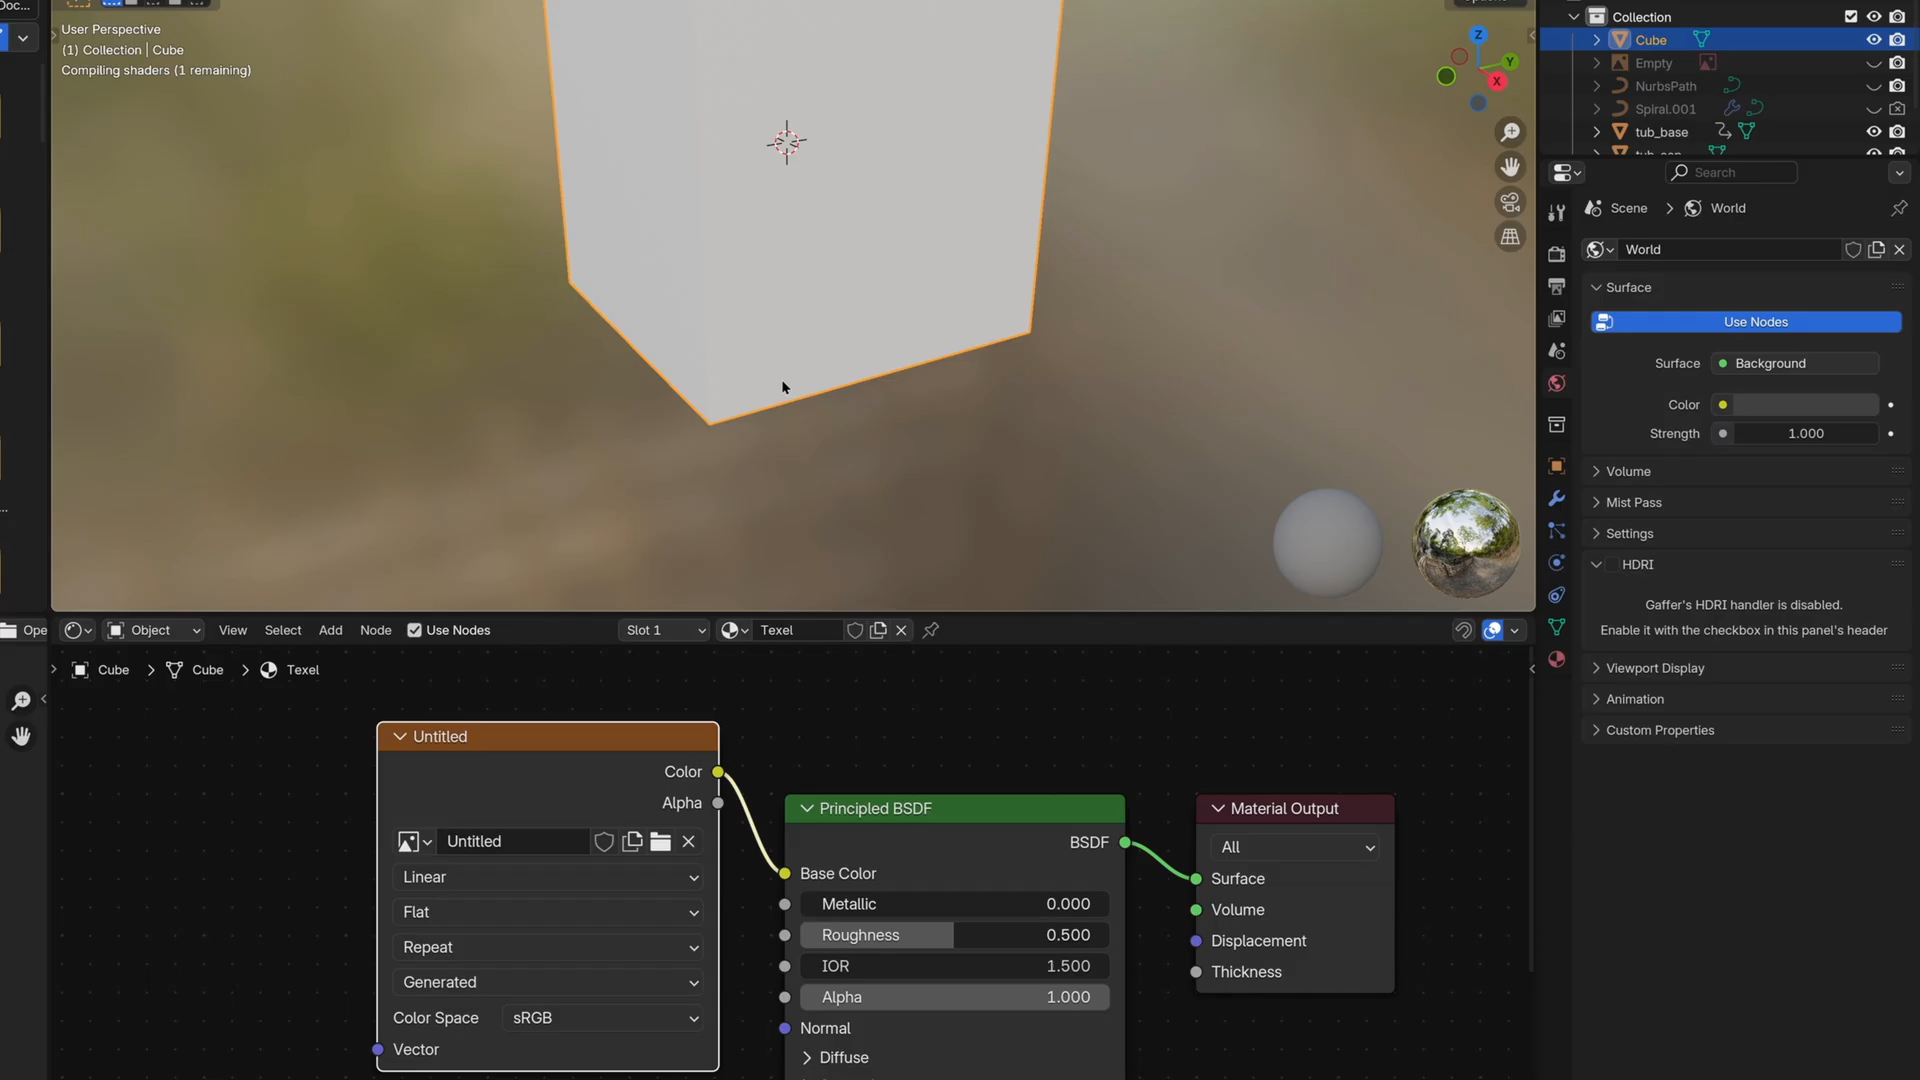 Doc...
Options
User Perspective
(1) Collection | Cube
Compiling shaders (1 remaining)
Z
Y
X
Collection
Cube
Empty
NurbsPath
Spiral.001
tub_base
Search
Scene
World
World
Surface
Use Nodes
Surface
Background
Color
Strength
1.000
Volume
Mist Pass
Settings
HDRI
Gaffer's HDRI handler is disabled.
Enable it with the checkbox in this panel's header
Viewport Display
Animation
Custom Properties
Ope
Object
View
Select
Add
Node
Use Nodes
Slot 1
Texel
Cube
Cube
Texel
Untitled
Color
Alpha
Untitled
Linear
Flat
Repeat
Generated
Color Space
sRGB
Vector
Principled BSDF
BSDF
Base Color
Metallic 0.000
Roughness 0.500
IOR 1.500
Alpha 1.000
Normal
Diffuse
Material Output
All
Surface
Volume
Displacement
Thickness